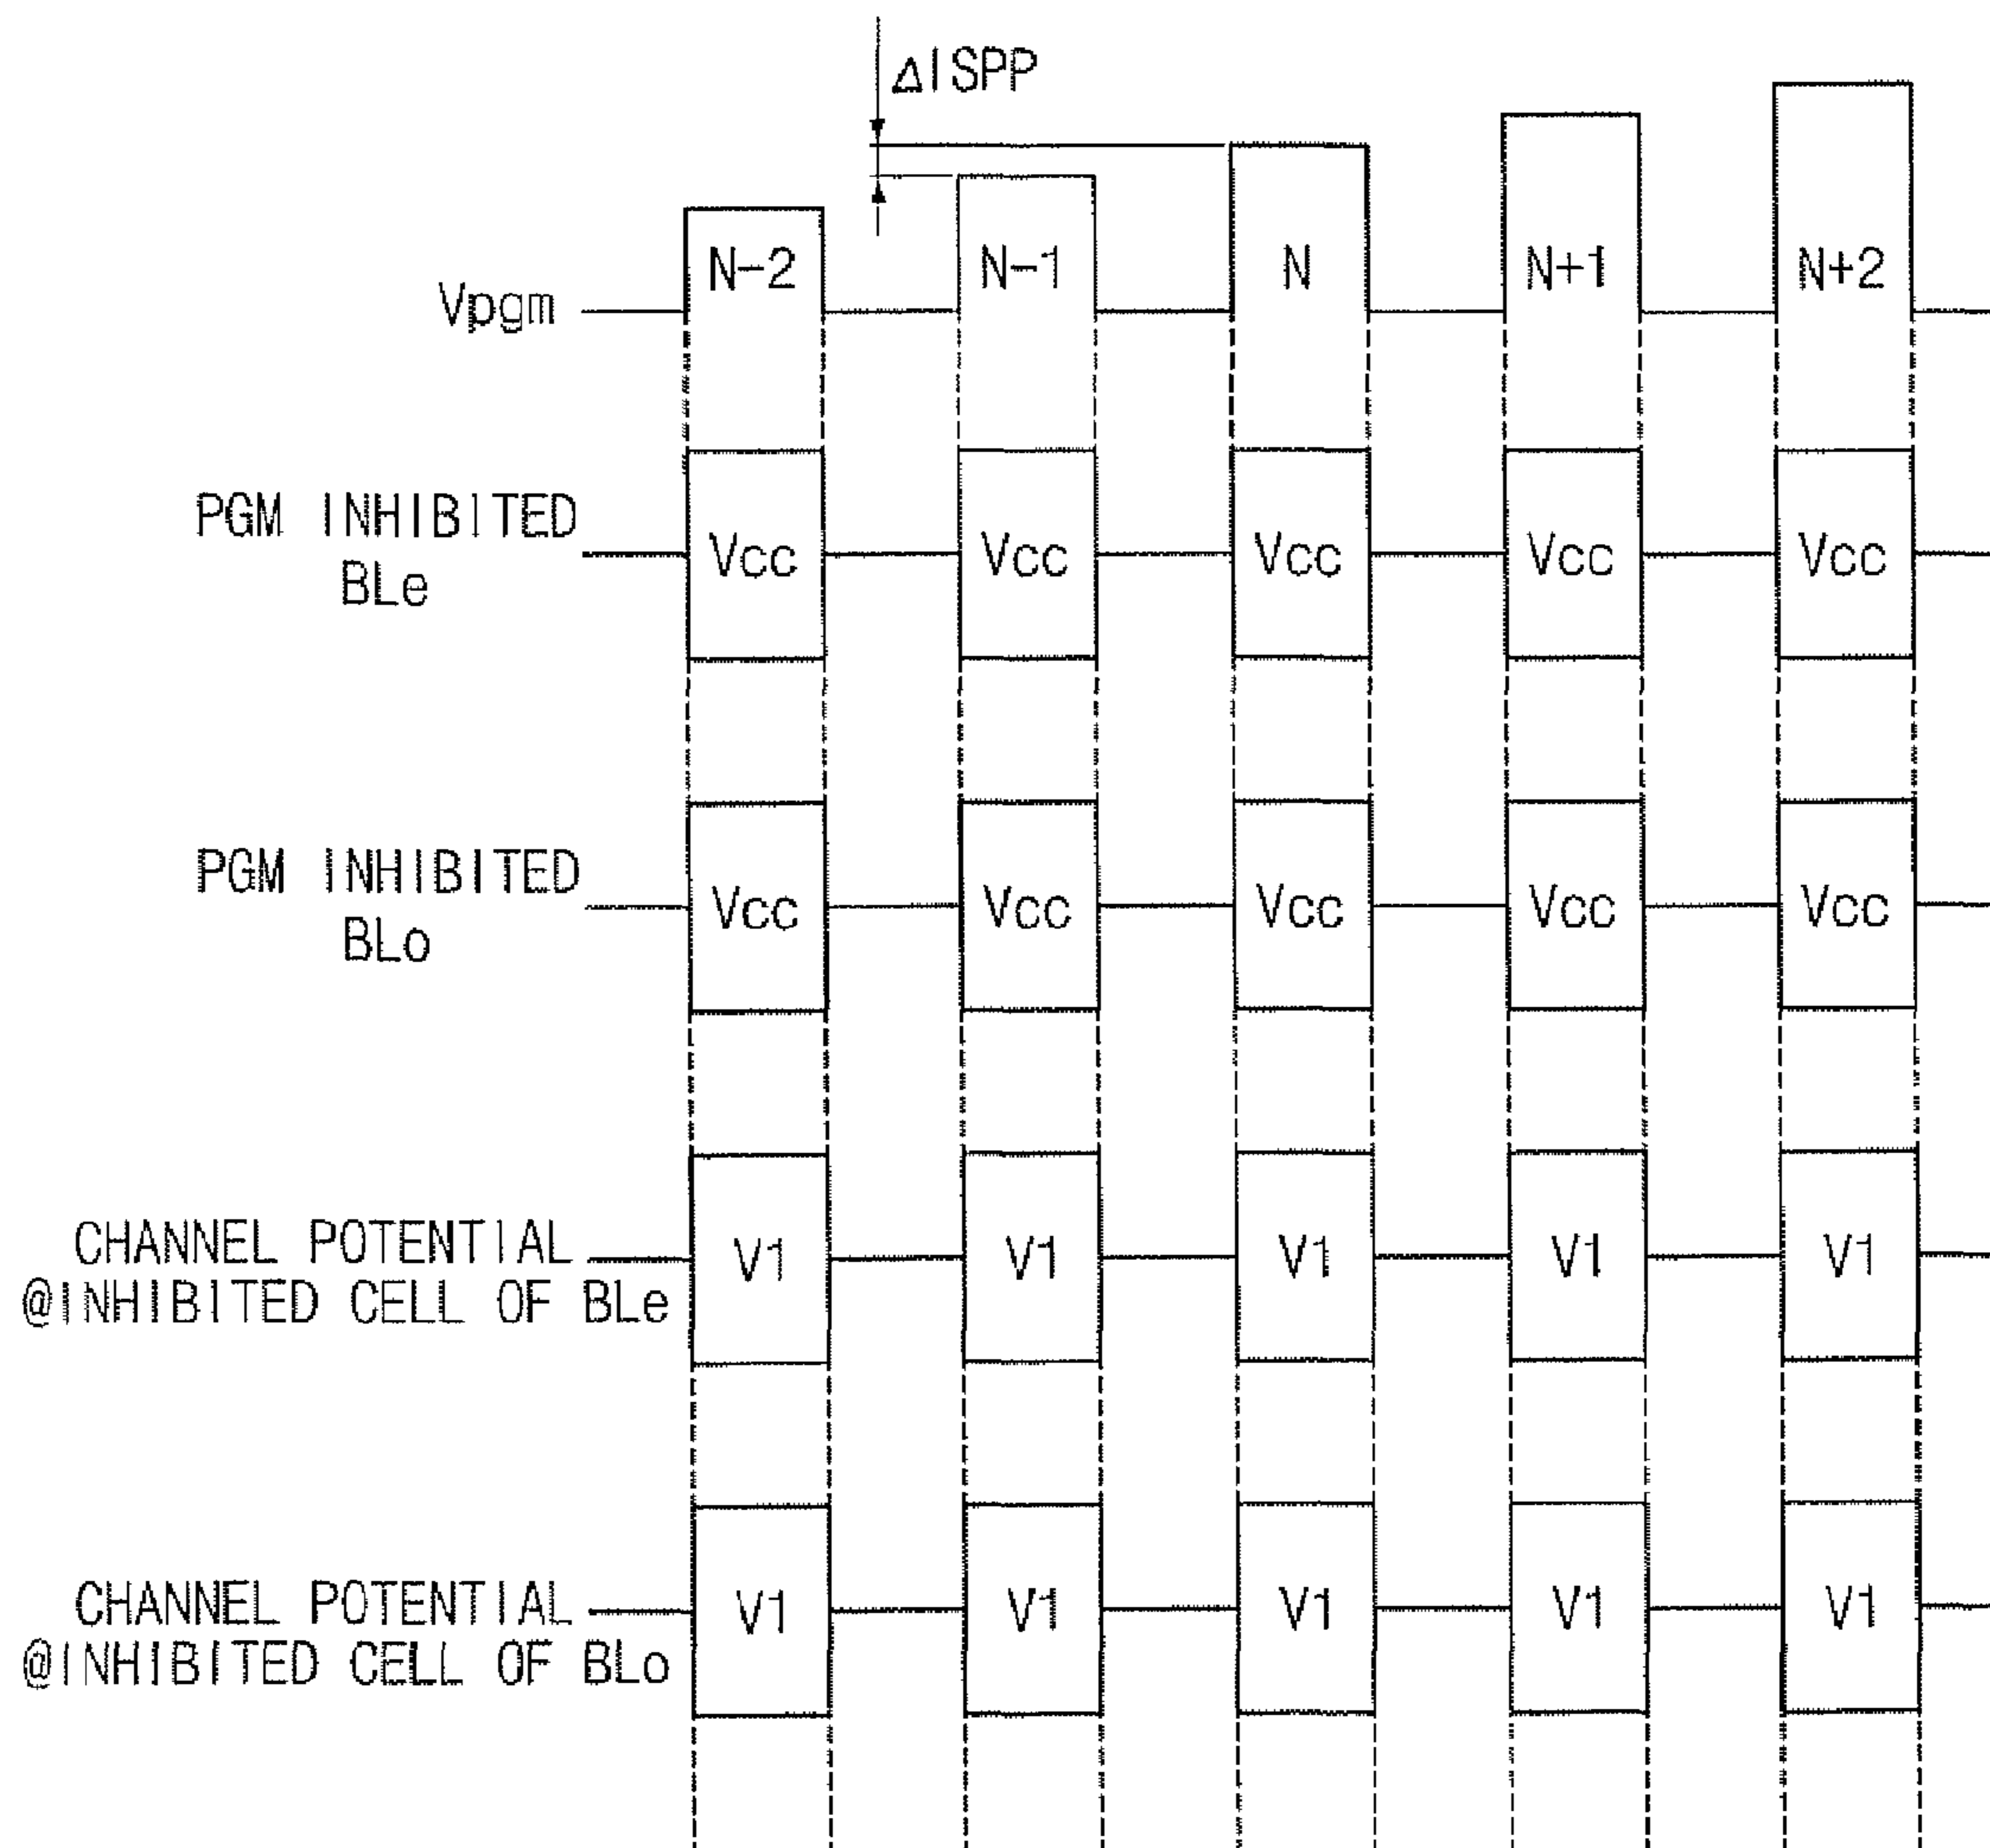 ΔISPP
N-2 N-1 N N+1 N+2
Vpgm
PGM INHIBITED
BLe
Vcc Vcc Vcc Vcc Vcc
PGM INHIBITED
BLo
Vcc Vcc Vcc Vcc Vcc
CHANNEL POTENTIAL
@INHIBITED CELL OF BLe
V1 V1 V1 V1 V1
CHANNEL POTENTIAL
@INHIBITED CELL OF BLo
V1 V1 V1 V1 V1